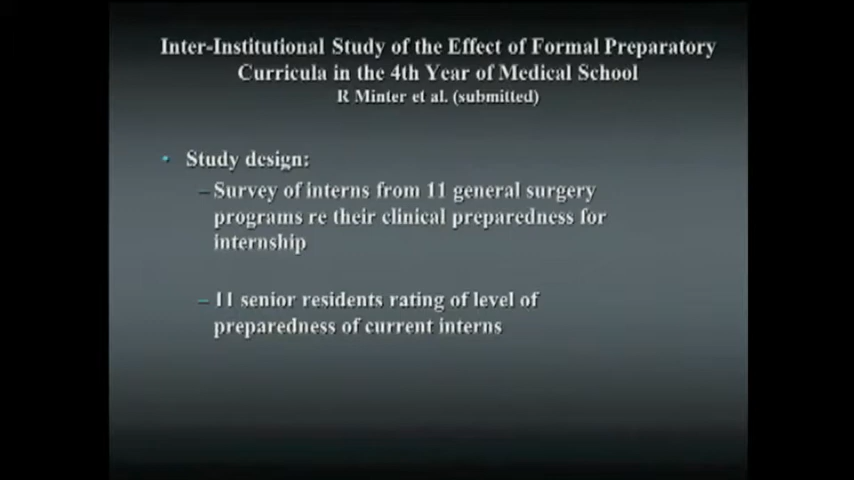 Inter-Institutional Study of the Effect of Formal Preparatory
Curricula in the 4th Year of Medical School
R Minter et al. (submitted)
• Study design:
– Survey of interns from 11 general surgery
programs re their clinical preparedness for
internship
– 11 senior residents rating of level of
preparedness of current interns